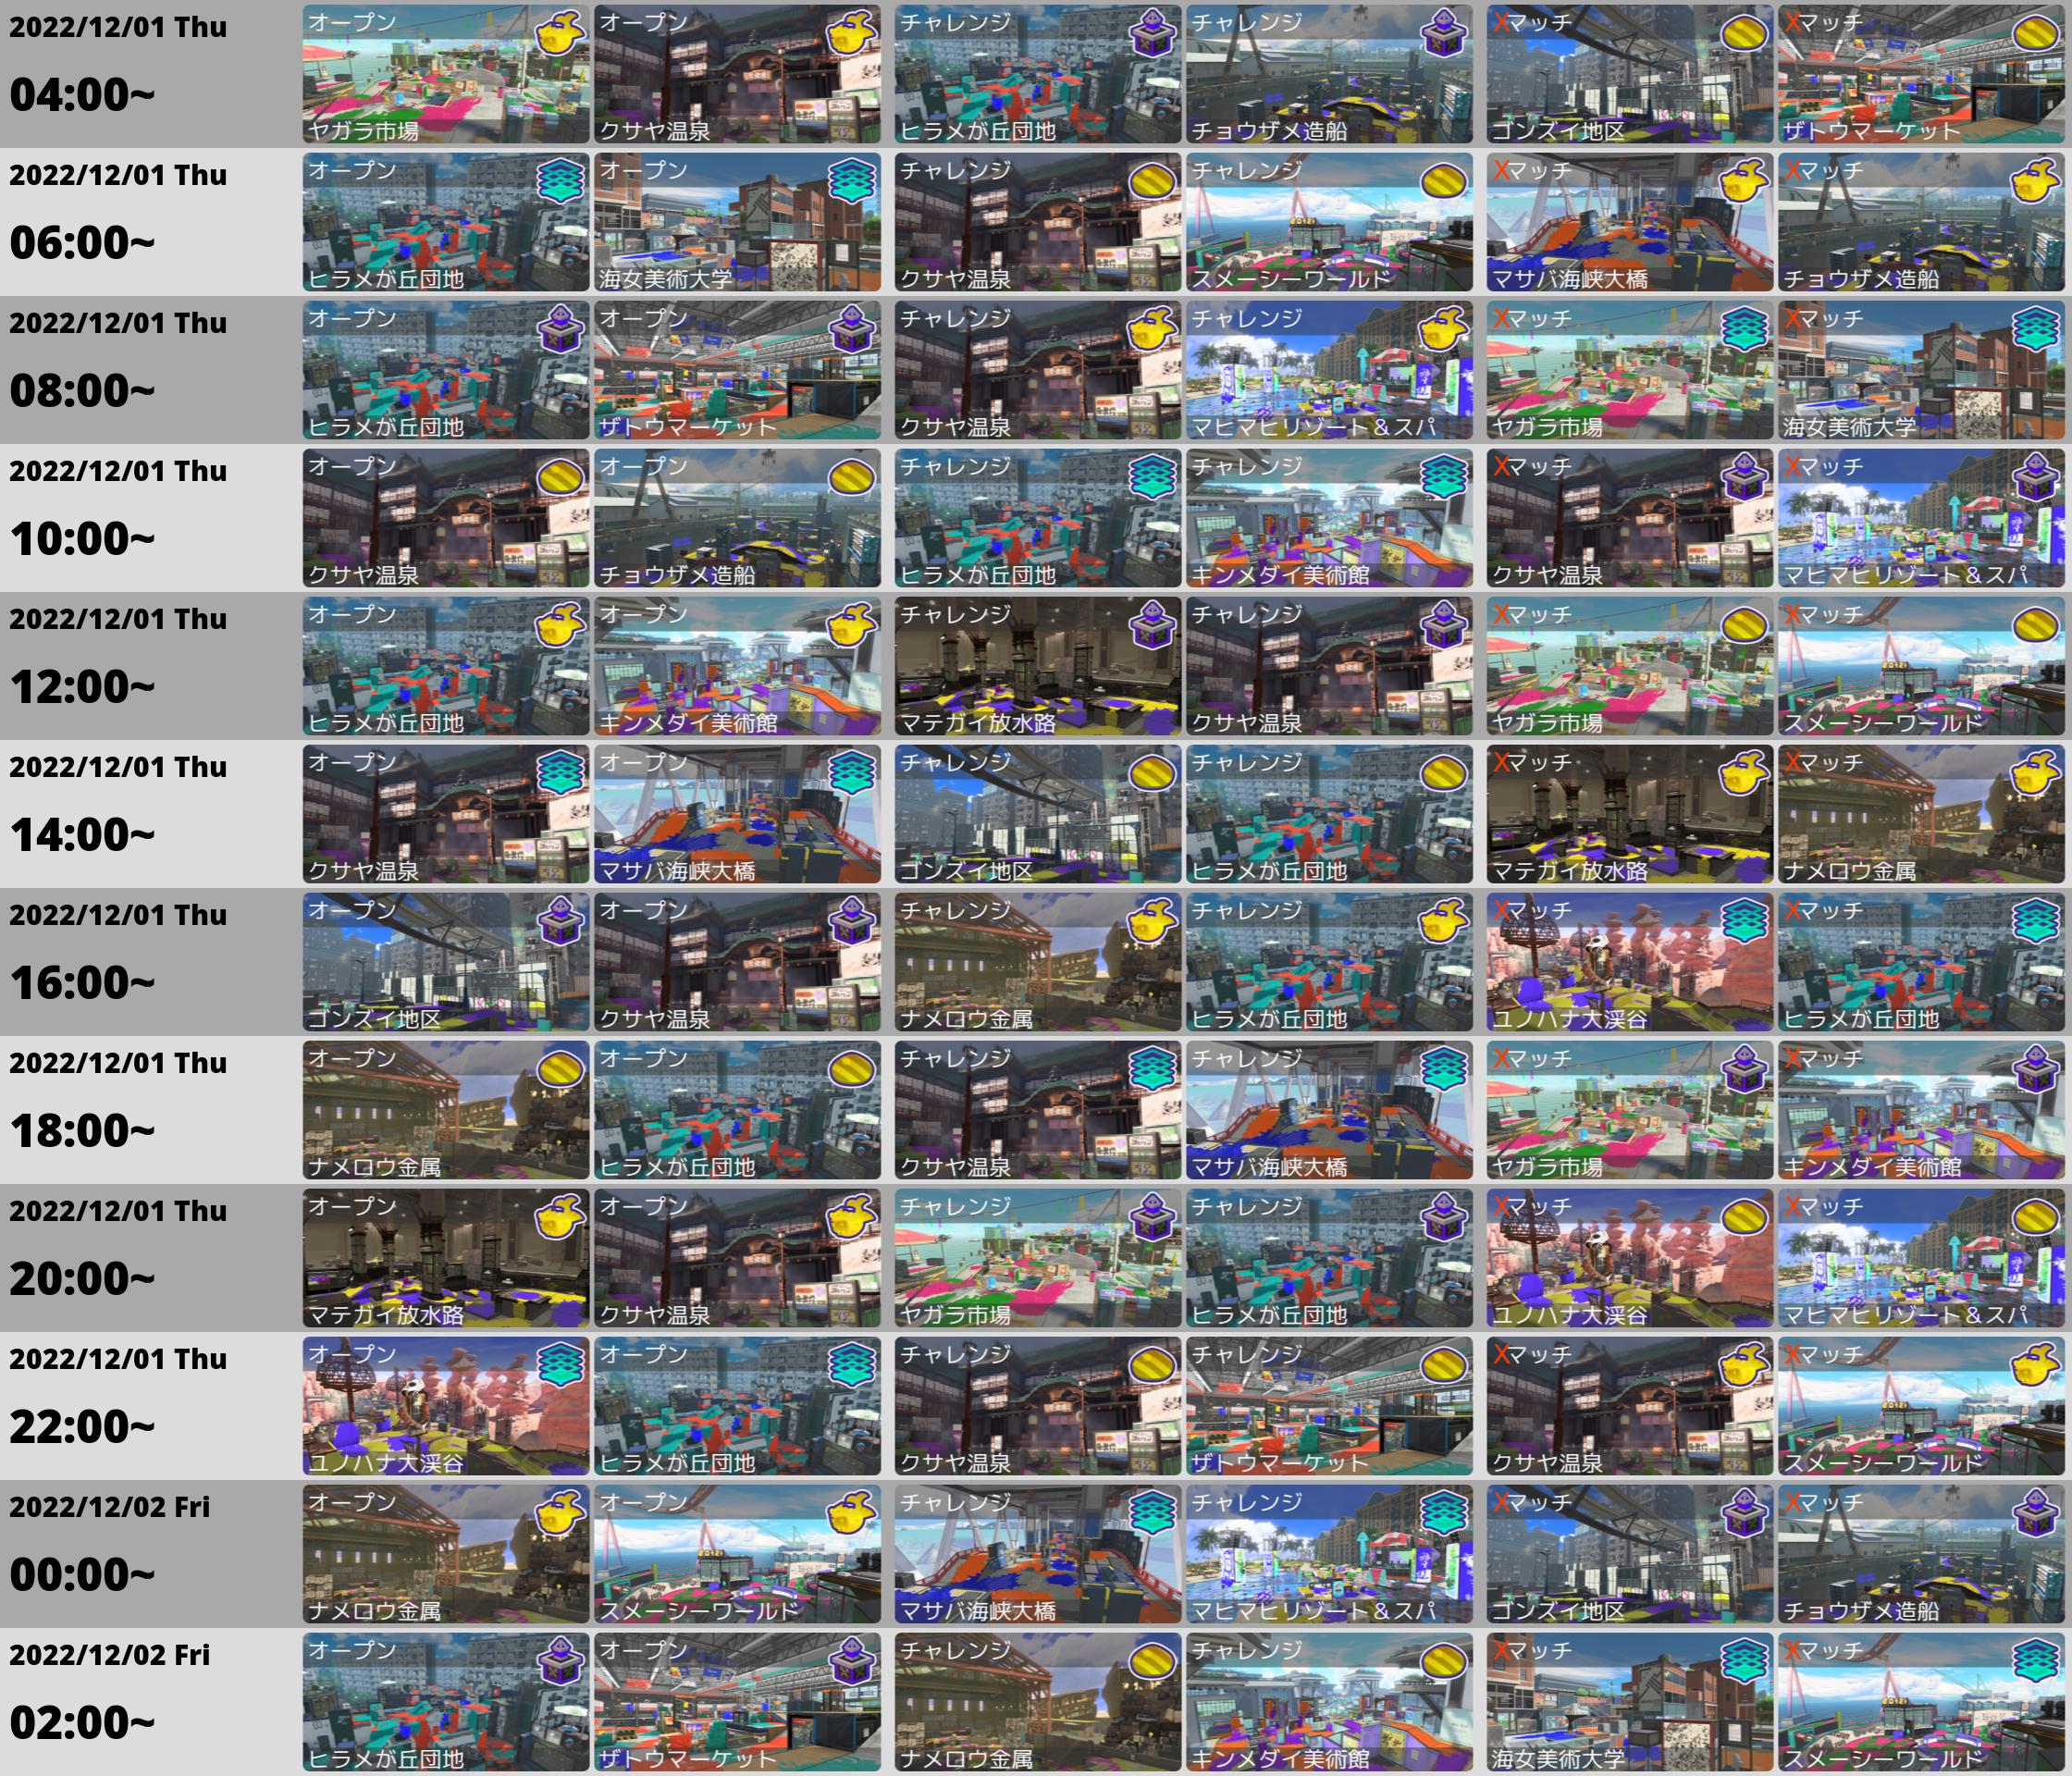 2022/12/01 Thu
04:00~
オープン オープン チャレンジ チャレンジ Xマッチ Xマッチ
ヤガラ市場 クサヤ温泉 ヒラメが丘団地 チョウザメ造船 ゴンズイ地区 ザトウマーケット
2022/12/01 Thu
06:00~
オープン オープン チャレンジ チャレンジ Xマッチ Xマッチ
ヒラメが丘団地 海女美術大学 クサヤ温泉 スメーシーワールド マサバ海峡大橋 チョウザメ造船
2022/12/01 Thu
08:00~
オープン オープン チャレンジ チャレンジ Xマッチ Xマッチ
ヒラメが丘団地 ザトウマーケット クサヤ温泉 マヒマヒリゾート＆スパ ヤガラ市場 海女美術大学
2022/12/01 Thu
10:00~
オープン オープン チャレンジ チャレンジ Xマッチ Xマッチ
クサヤ温泉 チョウザメ造船 ヒラメが丘団地 キンメダイ美術館 クサヤ温泉 マヒマヒリゾート＆スパ
2022/12/01 Thu
12:00~
オープン オープン チャレンジ チャレンジ Xマッチ Xマッチ
ヒラメが丘団地 キンメダイ美術館 マテガイ放水路 クサヤ温泉 ヤガラ市場 スメーシーワールド
2022/12/01 Thu
14:00~
オープン オープン チャレンジ チャレンジ Xマッチ Xマッチ
クサヤ温泉 マサバ海峡大橋 ゴンズイ地区 ヒラメが丘団地 マテガイ放水路 ナメロウ金属
2022/12/01 Thu
16:00~
オープン オープン チャレンジ チャレンジ Xマッチ Xマッチ
ゴンズイ地区 クサヤ温泉 ナメロウ金属 ヒラメが丘団地 ユノハナ大渓谷 ヒラメが丘団地
2022/12/01 Thu
18:00~
オープン オープン チャレンジ チャレンジ Xマッチ Xマッチ
ナメロウ金属 ヒラメが丘団地 クサヤ温泉 マサバ海峡大橋 ヤガラ市場 キンメダイ美術館
2022/12/01 Thu
20:00~
オープン オープン チャレンジ チャレンジ Xマッチ Xマッチ
マテガイ放水路 クサヤ温泉 ヤガラ市場 ヒラメが丘団地 ユノハナ大渓谷 マヒマヒリゾート＆スパ
2022/12/01 Thu
22:00~
オープン オープン チャレンジ チャレンジ Xマッチ Xマッチ
ユノハナ大渓谷 ヒラメが丘団地 クサヤ温泉 ザトウマーケット クサヤ温泉 スメーシーワールド
2022/12/02 Fri
00:00~
オープン オープン チャレンジ チャレンジ Xマッチ Xマッチ
ナメロウ金属 スメーシーワールド マサバ海峡大橋 マヒマヒリゾート＆スパ ゴンズイ地区 チョウザメ造船
2022/12/02 Fri
02:00~
オープン オープン チャレンジ チャレンジ Xマッチ Xマッチ
ヒラメが丘団地 ザトウマーケット ナメロウ金属 キンメダイ美術館 海女美術大学 スメーシーワールド